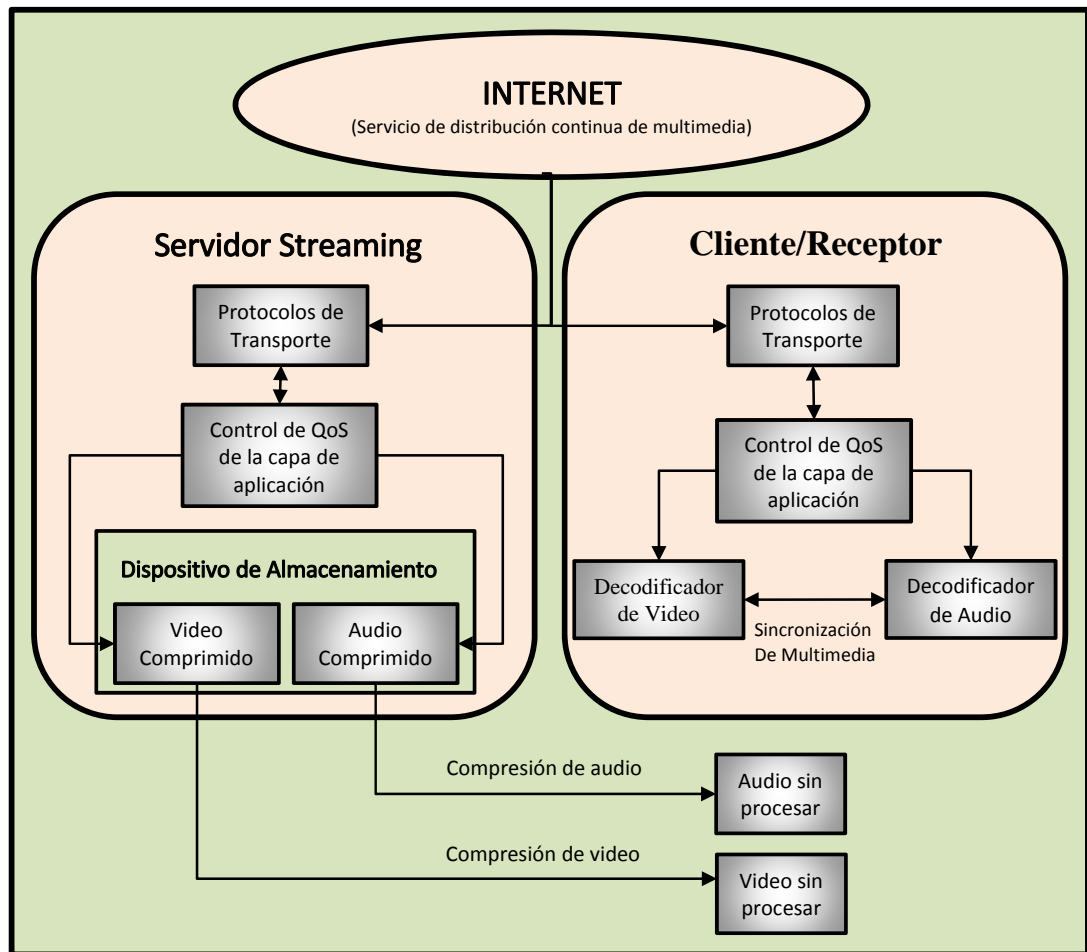 INTERNET
(Servicio de distribución continua de multimedia)
Servidor Streaming
Protocolos de
Transporte
Control de QoS
de la capa de
aplicación
Dispositivo de Almacenamiento
Video
Comprimido
Audio
Comprimido
Cliente/Receptor
Protocolos de
Transporte
Control de QoS
de la capa de
aplicación
Decodificador
de Video
Decodificador
de Audio
Sincronización
De Multimedia
Compresión de audio
Audio sin
procesar
Compresión de video
Video sin
procesar